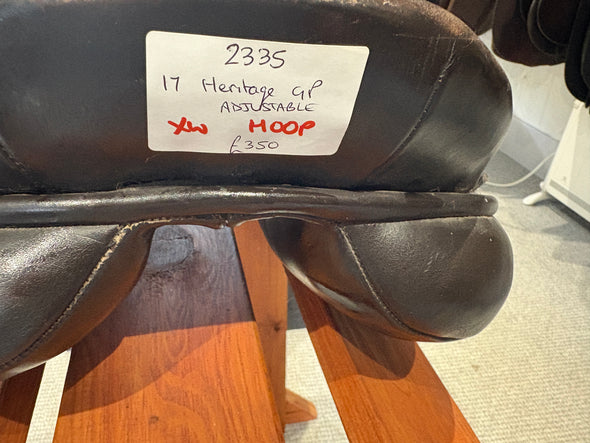 2335
17 Heritage GP
ADJUSTABLE
XW HOOP
£350